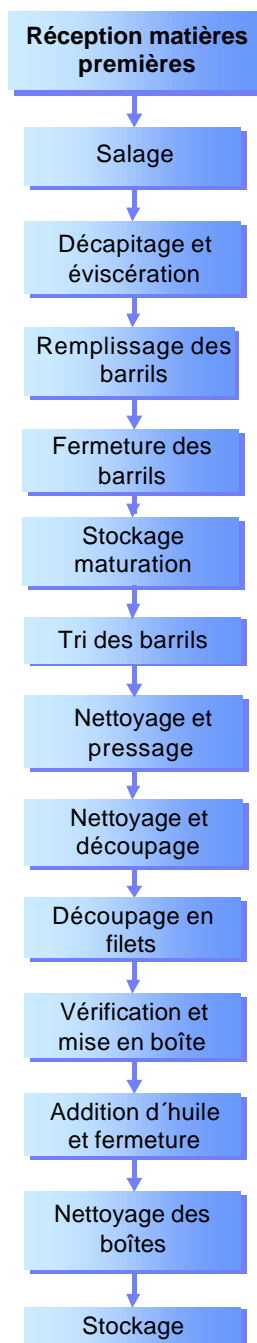 Réception matières
premières
Salage
Décapitage et
éviscération
Remplissage des
barrils
Fermeture des
barrils
Stockage
maturation
Tri des barrils
Nettoyage et
pressage
Nettoyage et
découpage
Découpage en
filets
Vérification et
mise en boîte
Addition d´huile
et fermeture
Nettoyage des
boîtes
Stockage